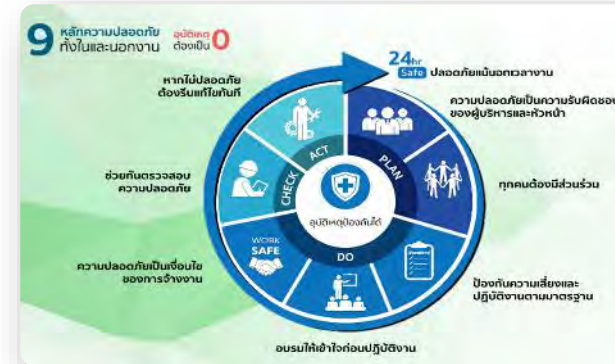 9 หลักความปลอดภัย
ทั้งในและนอกงาน
อุบัติเหตุ
ต้องเป็น 0
24hr
Safe ปลอดภัยแม้นอกเวลางาน
ความปลอดภัยเป็นความรับผิดชอบ
ของผู้บริหารและหัวหน้า
ทุกคนต้องมีส่วนร่วม
ป้องกันความเสี่ยงและ
ปฏิบัติงานตามมาตรฐาน
อบรมให้เข้าใจก่อนปฏิบัติงาน
ความปลอดภัยเป็นเงื่อนไข
ของการจ้างงาน
ช่วยกันตรวจสอบ
ความปลอดภัย
หากไม่ปลอดภัย
ต้องรีบแก้ไขทันที
PLAN
DO
CHECK
ACT
WORK
SAFE
อุบัติเหตุป้องกันได้